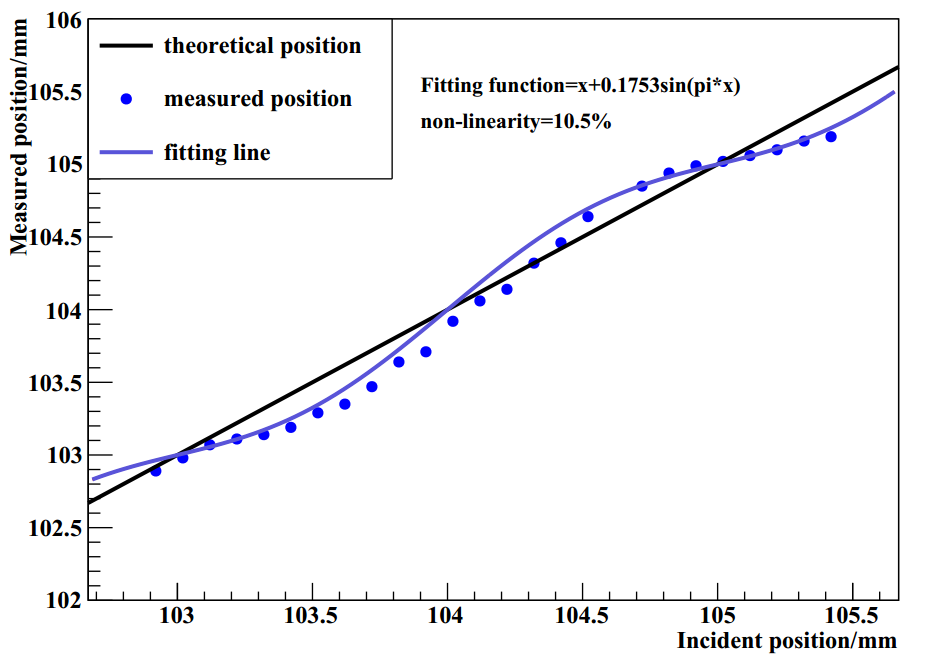 Measured position/mm
106
105.5
105
104.5
104
103.5
103
102.5
102
theoretical position
measured position
fitting line
Fitting function=x+0.1753sin(pi*x)
non-linearity=10.5%
103
103.5
104
104.5
105
105.5
Incident position/mm